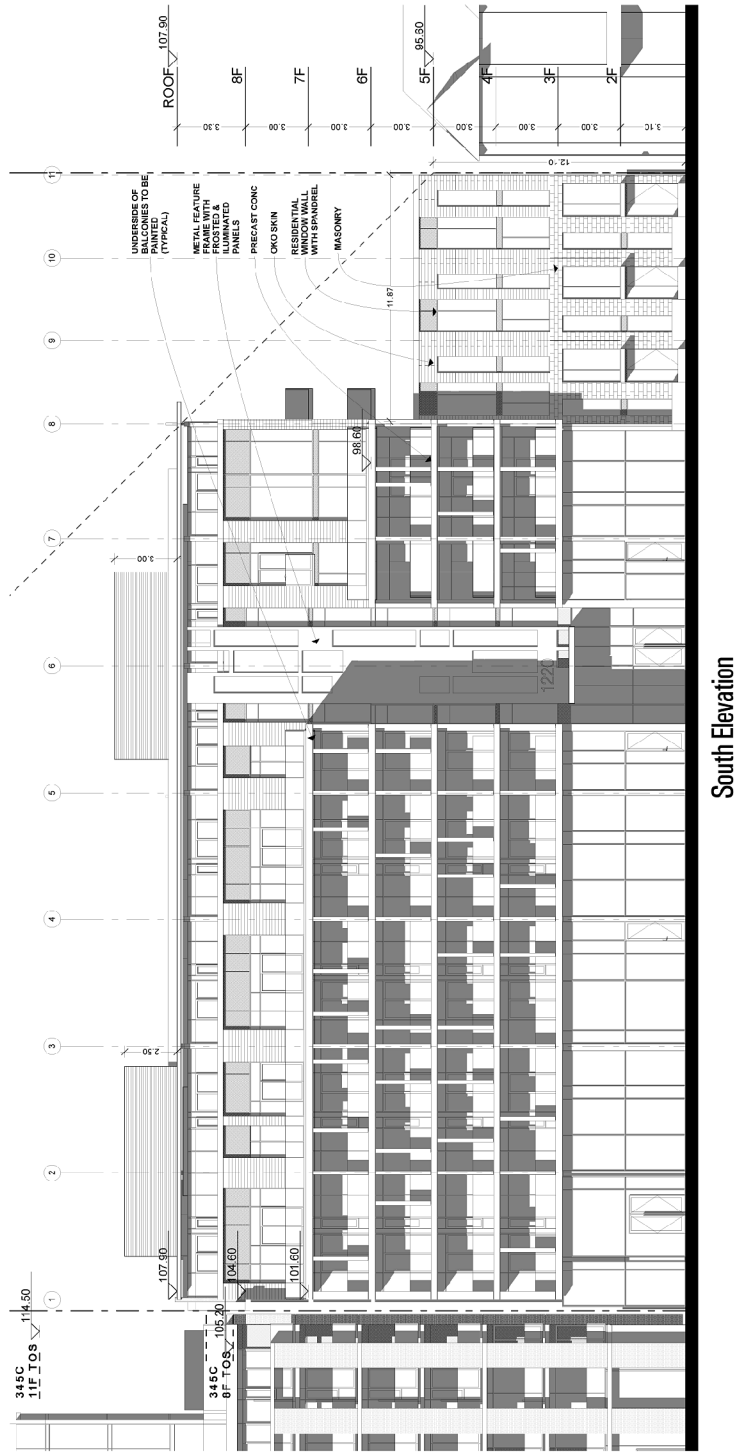 345C
11F TOS
114.50
345C
8F TOS
105.20
107.90
104.60
101.60
1
2
3
4
5
6
7
8
9
10
11
2.50
3.00
UNDERSIDE OF
BALCONIES TO BE
PAINTED
(TYPICAL)
METAL FEATURE
FRAME WITH
FROSTED &
ILUMINATED
PANELS
PRECAST CONC
OKO SKIN
RESIDENTIAL
WINDOW WALL
WITH SPANDREL
MASONRY
11.87
98.60
1220
107.90
ROOF
8F
7F
6F
95.60
5F
4F
3F
2F
3.30
3.00
3.00
3.00
3.00
3.00
3.00
South Elevation